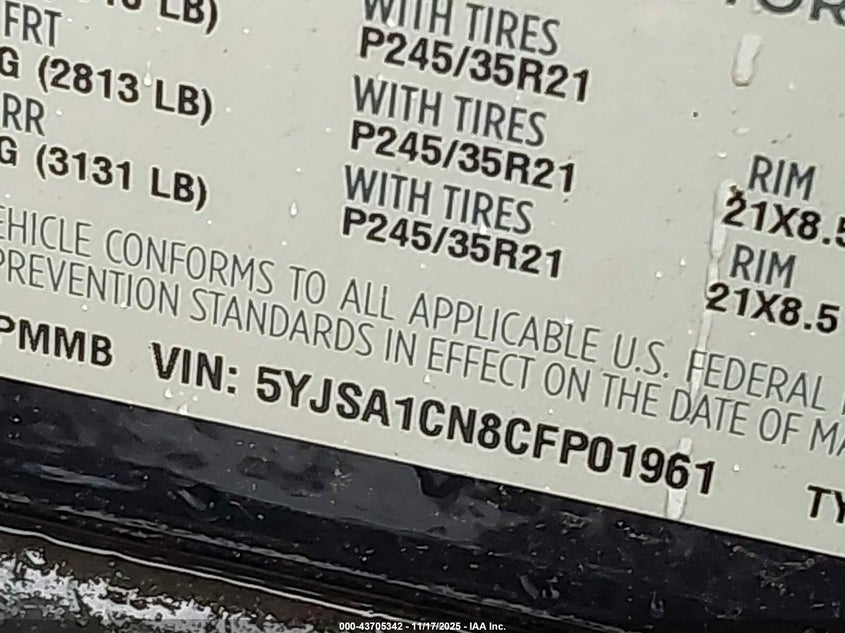 LB)
WITH TIRES
FRT
P245/35R21
G (2813 LB)
WITH TIRES
RR
P245/35R21
RIM
G (3131 LB)
WITH TIRES
21X8.5
P245/35R21
RIM
21X8.5
EHICLE CONFORMS TO ALL APPLICABLE U.S. FEDERAL
PREVENTION STANDARDS IN EFFECT ON THE DATE OF MA
PMMB VIN: 5YJSA1CN8CFP01961 TY
000-43705342 - 11/17/2025 - IAA Inc.